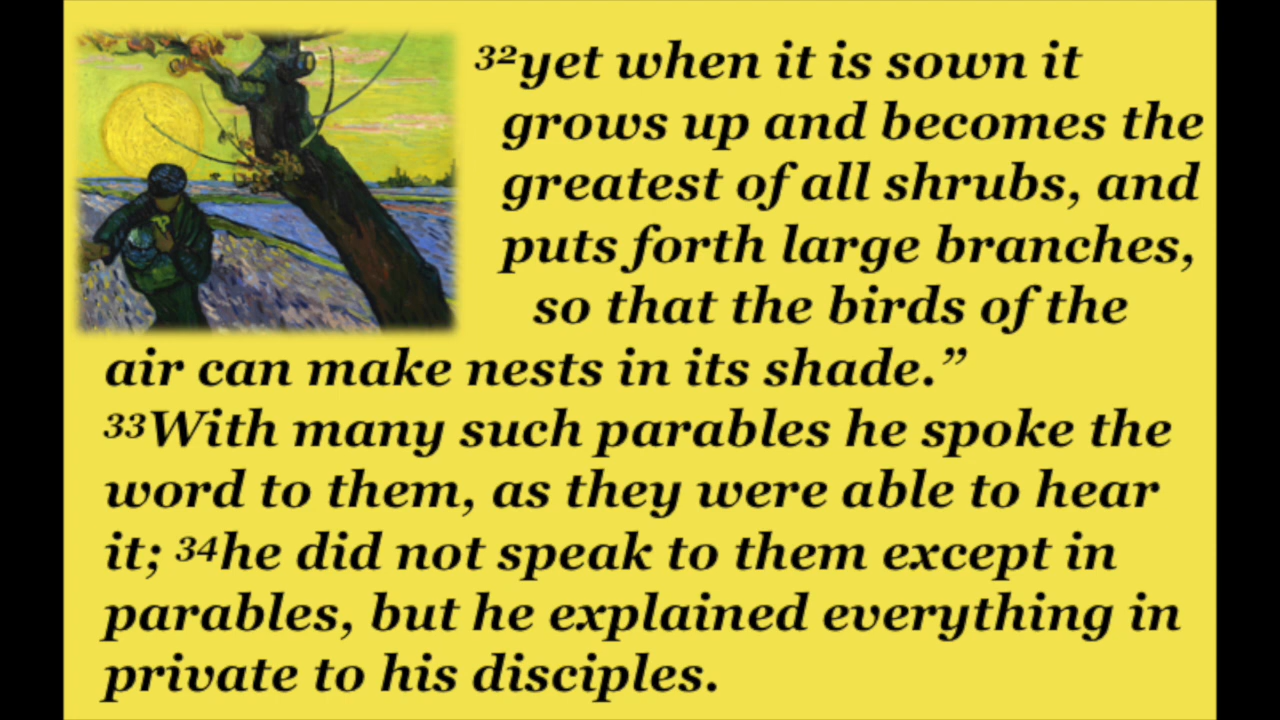 32yet when it is sown it
grows up and becomes the
greatest of all shrubs, and
puts forth large branches,
so that the birds of the
air can make nests in its shade.”
33With many such parables he spoke the
word to them, as they were able to hear
it; 34he did not speak to them except in
parables, but he explained everything in
private to his disciples.